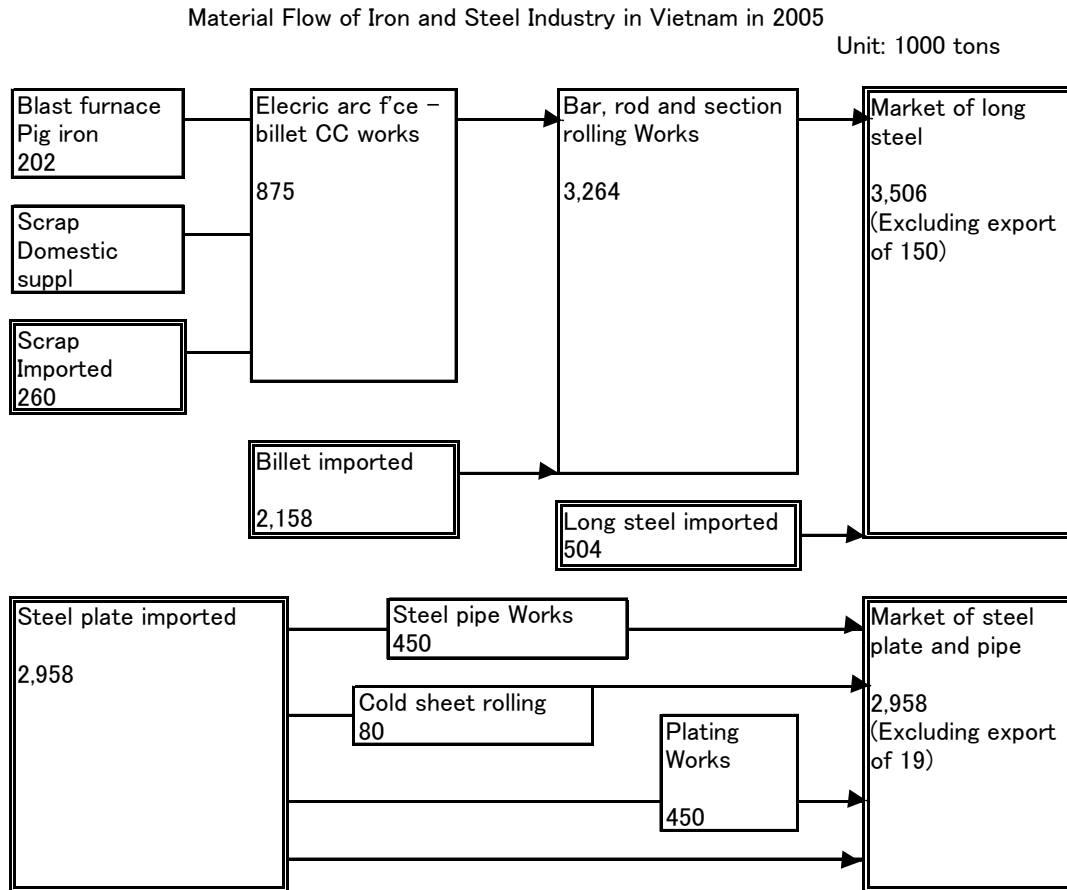 Material Flow of Iron and Steel Industry in Vietnam in 2005
Unit: 1000 tons
Blast furnace
Pig iron
202
Elecric arc f'ce -
billet CC works
875
Bar, rod and section
rolling Works
3,264
Market of long
steel
3,506
(Excluding export
of 150)
Scrap
Domestic
suppl
Scrap
Imported
260
Billet imported
2,158
Long steel imported
504
Steel plate imported
2,958
Steel pipe Works
450
Cold sheet rolling
80
Plating
Works
450
Market of steel
plate and pipe
2,958
(Excluding export
of 19)